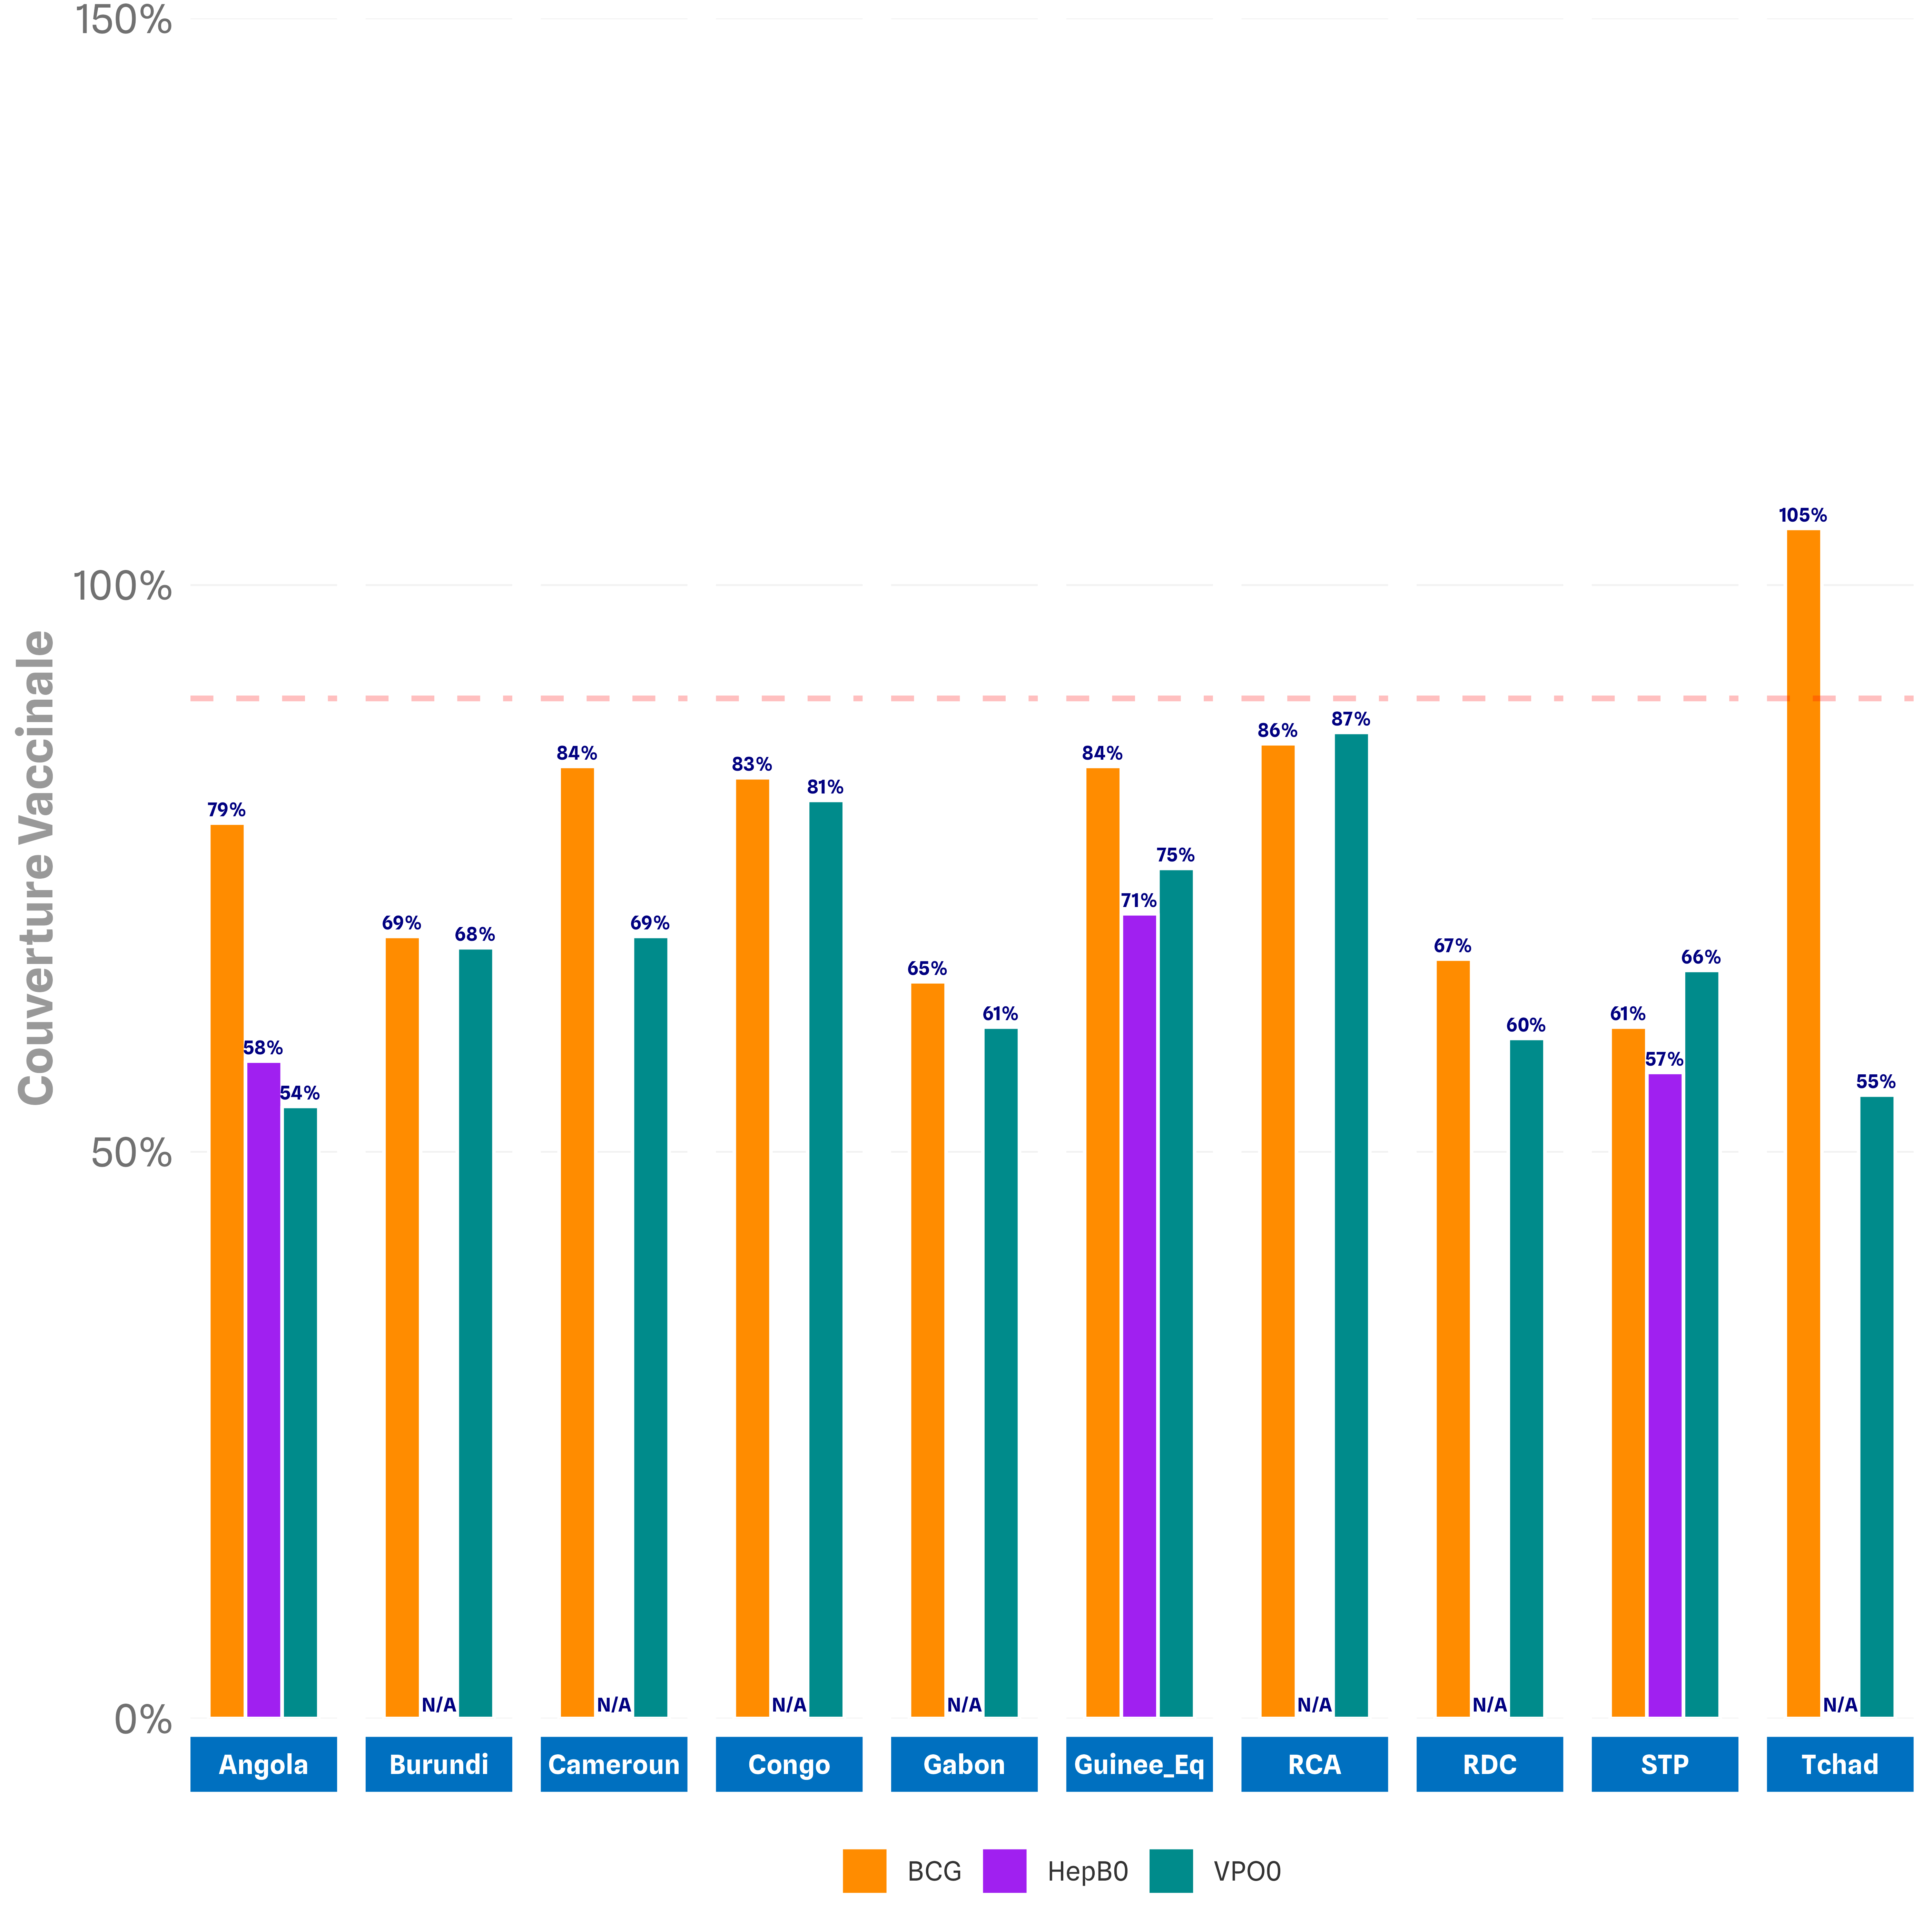 150%
100%
50%
0%
Couverture Vaccinale
79%
58%
54%
69%
N/A
68%
84%
N/A
69%
83%
N/A
81%
65%
N/A
61%
84%
71%
75%
86%
N/A
87%
67%
N/A
60%
61%
57%
66%
105%
N/A
55%
Angola
Burundi
Cameroun
Congo
Gabon
Guinee_Eq
RCA
RDC
STP
Tchad
BCG
HepB0
VPO0